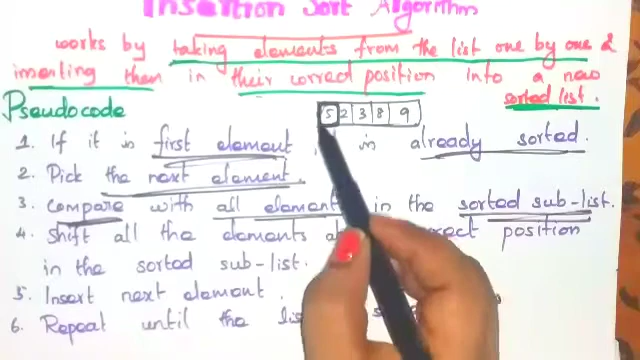 Insertion Sort Algorithm
works by taking elements from the list one by one &
inserting them in their correct position into a new
sorted list.
Pseudocode
5 2 3 8 9
1. If it is first element, is already sorted.
2. Pick the next element.
3. Compare with all elements in the sorted sub-list.
4. Shift all the elements position
in the sorted sub-list.
5. Insert next element.
6. Repeat until the